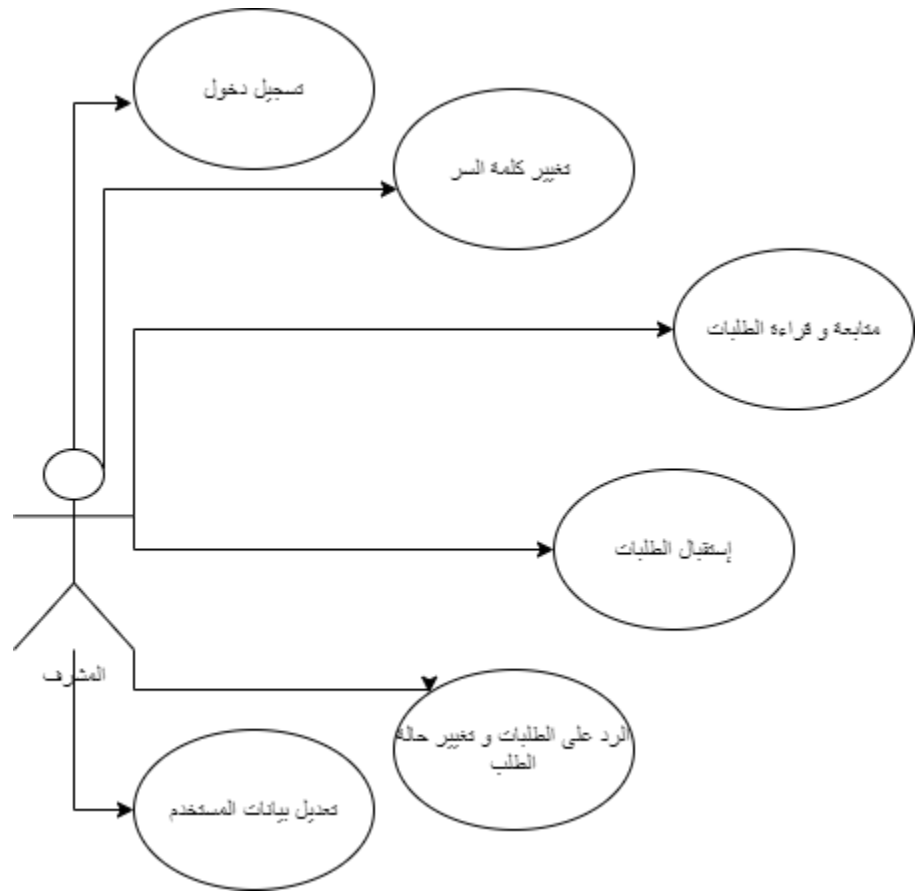 تسجيل دخول
تغيير كلمة السر
متابعة و قراءة الطلبات
إستقبال الطلبات
المشرف
الرد على الطلبات و تغيير حالة
الطلب
تعديل بيانات المستخدم